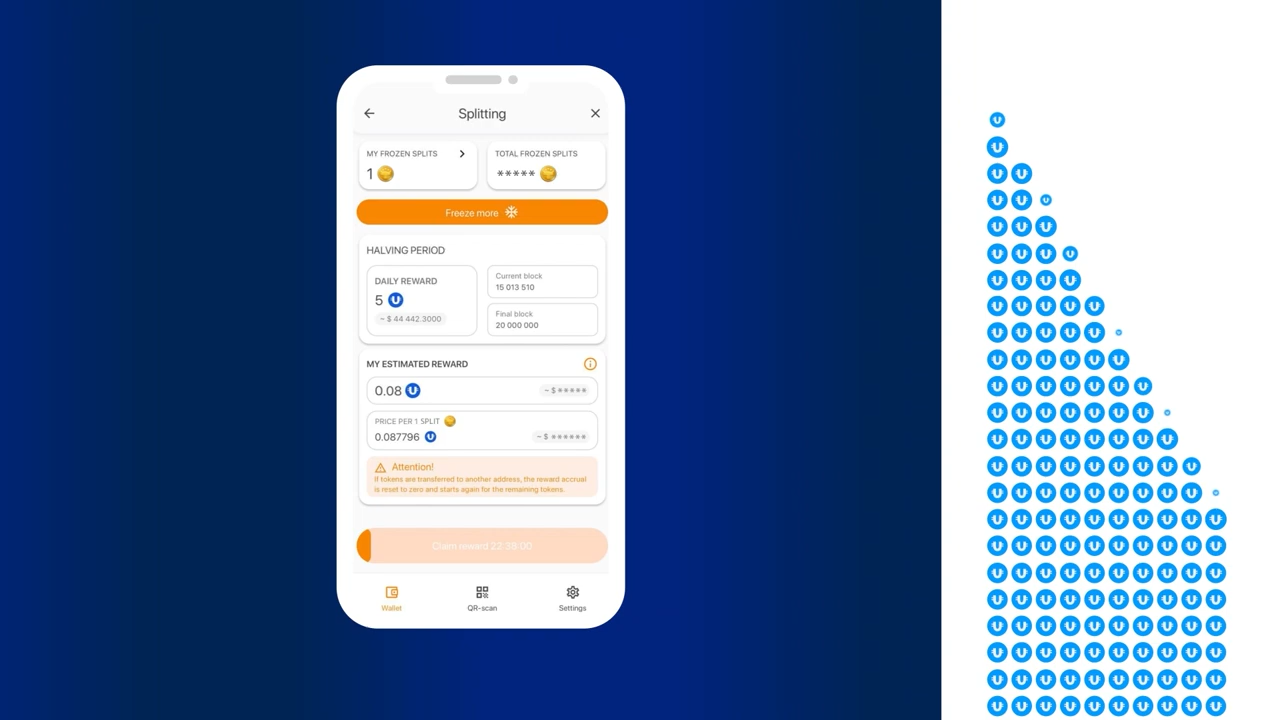 Splitting
MY FROZEN SPLITS
1
TOTAL FROZEN SPLITS
*****
Freeze more
HALVING PERIOD
DAILY REWARD
5
~ $ 44 442.3000
Current block
15 013 510
Final block
20 000 000
MY ESTIMATED REWARD
0.08
~ $ *****
PRICE PER 1 SPLIT
0.087796
~ $ ******
Attention!
If tokens are transferred to another address, the reward accrual
is reset to zero and starts again for the remaining tokens.
Claim reward 22:38:00
Wallet
QR-scan
Settings